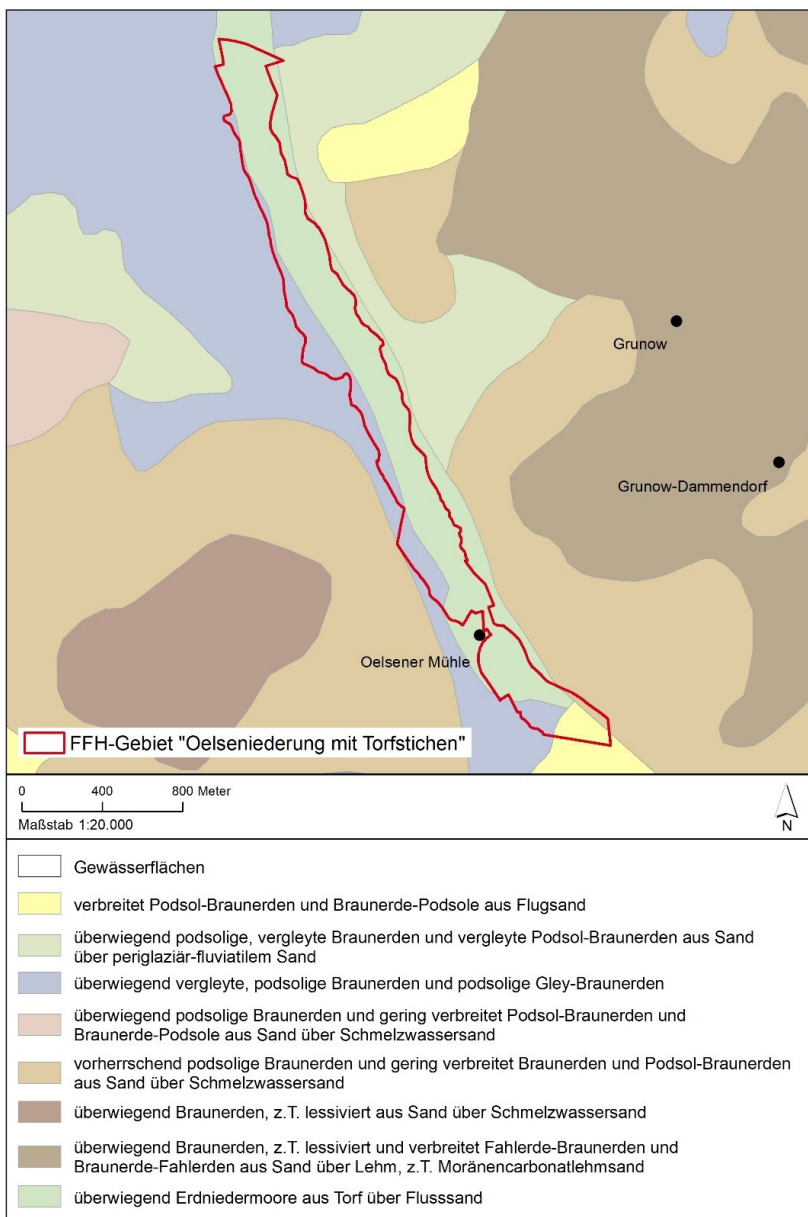 Grunow
Grunow-Dammendorf
Oelsener Mühle
FFH-Gebiet "Oelseniederung mit Torfstichen"
0 400 800 Meter
Maßstab 1:20.000
N
Gewässerflächen
verbreitet Podsol-Braunerden und Braunerde-Podsole aus Flugsand
überwiegend podsolige, vergleyte Braunerden und vergleyte Podsol-Braunerden aus Sand
über periglaziär-fluviatilem Sand
überwiegend vergleyte, podsolige Braunerden und podsolige Gley-Braunerden
überwiegend podsolige Braunerden und gering verbreitet Podsol-Braunerden und
Braunerde-Podsole aus Sand über Schmelzwassersand
vorherrschend podsolige Braunerden und gering verbreitet Braunerden und Podsol-Braunerden
aus Sand über Schmelzwassersand
überwiegend Braunerden, z.T. lessiviert aus Sand über Schmelzwassersand
überwiegend Braunerden, z.T. lessiviert und verbreitet Fahlerde-Braunerden und
Braunerde-Fahlerden aus Sand über Lehm, z.T. Moränencarbonatlehmsand
überwiegend Erdniedermoore aus Torf über Flusssand